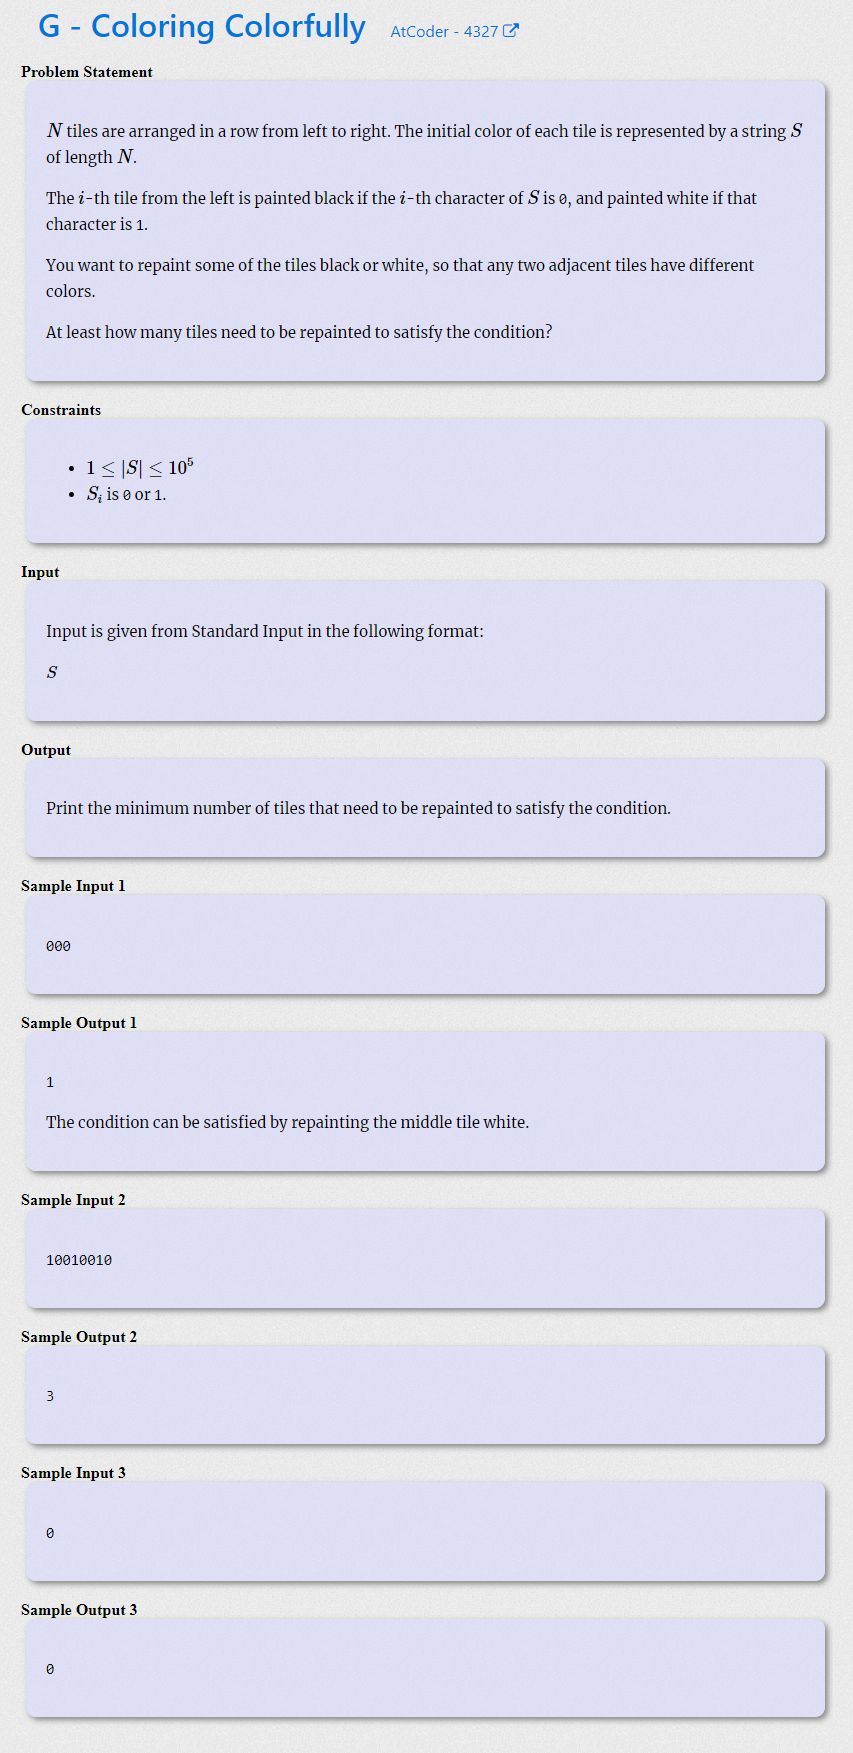 G - Coloring Colorfully AtCoder - 4327
Problem Statement
N tiles are arranged in a row from left to right. The initial color of each tile is represented by a string S
of length N.
The i-th tile from the left is painted black if the i-th character of S is 0, and painted white if that
character is 1.
You want to repaint some of the tiles black or white, so that any two adjacent tiles have different
colors.
At least how many tiles need to be repainted to satisfy the condition?
Constraints
• 1 ≤ |S| ≤ 10⁵
• Sᵢ is 0 or 1.
Input
Input is given from Standard Input in the following format:
S
Output
Print the minimum number of tiles that need to be repainted to satisfy the condition.
Sample Input 1
000
Sample Output 1
1
The condition can be satisfied by repainting the middle tile white.
Sample Input 2
10010010
Sample Output 2
3
Sample Input 3
0
Sample Output 3
0